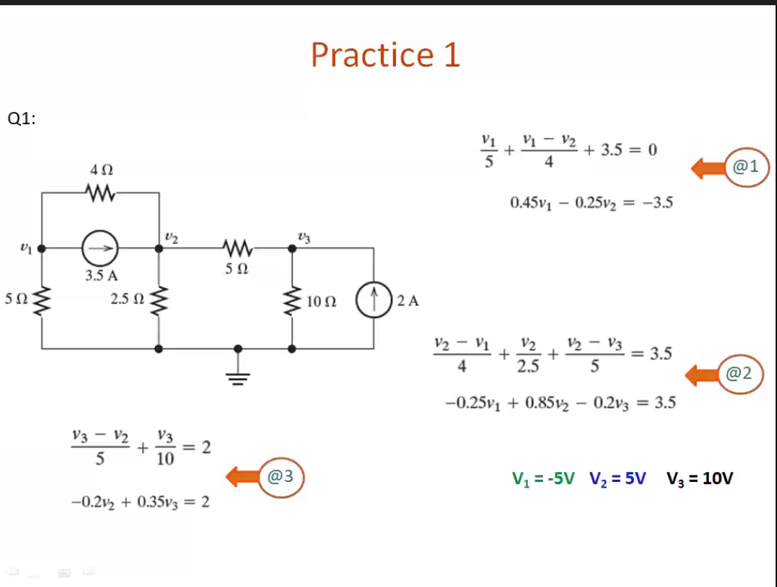 Practice 1
Q1:
4 Ω
v₁
3.5 A
v₂
5 Ω
v₃
5 Ω
2.5 Ω
10 Ω
2 A
v₁/5 + (v₁ − v₂)/4 + 3.5 = 0
@1
0.45v₁ − 0.25v₂ = −3.5
(v₂ − v₁)/4 + v₂/2.5 + (v₂ − v₃)/5 = 3.5
@2
−0.25v₁ + 0.85v₂ − 0.2v₃ = 3.5
(v₃ − v₂)/5 + v₃/10 = 2
@3
−0.2v₂ + 0.35v₃ = 2
V₁ = -5V V₂ = 5V V₃ = 10V